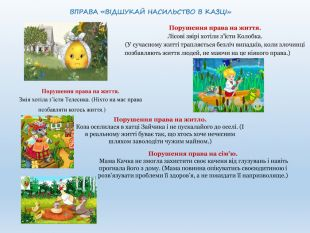 ВПРАВА «ВІДШУКАЙ НАСИЛЬСТВО В КАЗЦІ»
Порушення права на життя.
Лісові звірі хотіли з'їсти Колобка.
(У сучасному житті трапляється безліч випадків, коли злочинці
позбавляють життя людей, не маючи на це ніякого права.)
Порушення права на життя.
Змія хотіла з'їсти Телесика. (Ніхто не має права
позбавляти когось життя.)
Порушення права на житло.
Коза оселилася в хатці Зайчика і не пускала його до оселі. (І
в реальному житті буває так, що хтось хоче нечесним
шляхом заволодіти чужим майном.)
Порушення права на сім'ю.
Мама Качка не змогла захистити своє каченя від глузувань і навіть
прогнала його з дому. (Мама повинна опікуватись своєю дитиною і
розв'язувати проблеми її здоров'я, а не покидати її напризволяще.)